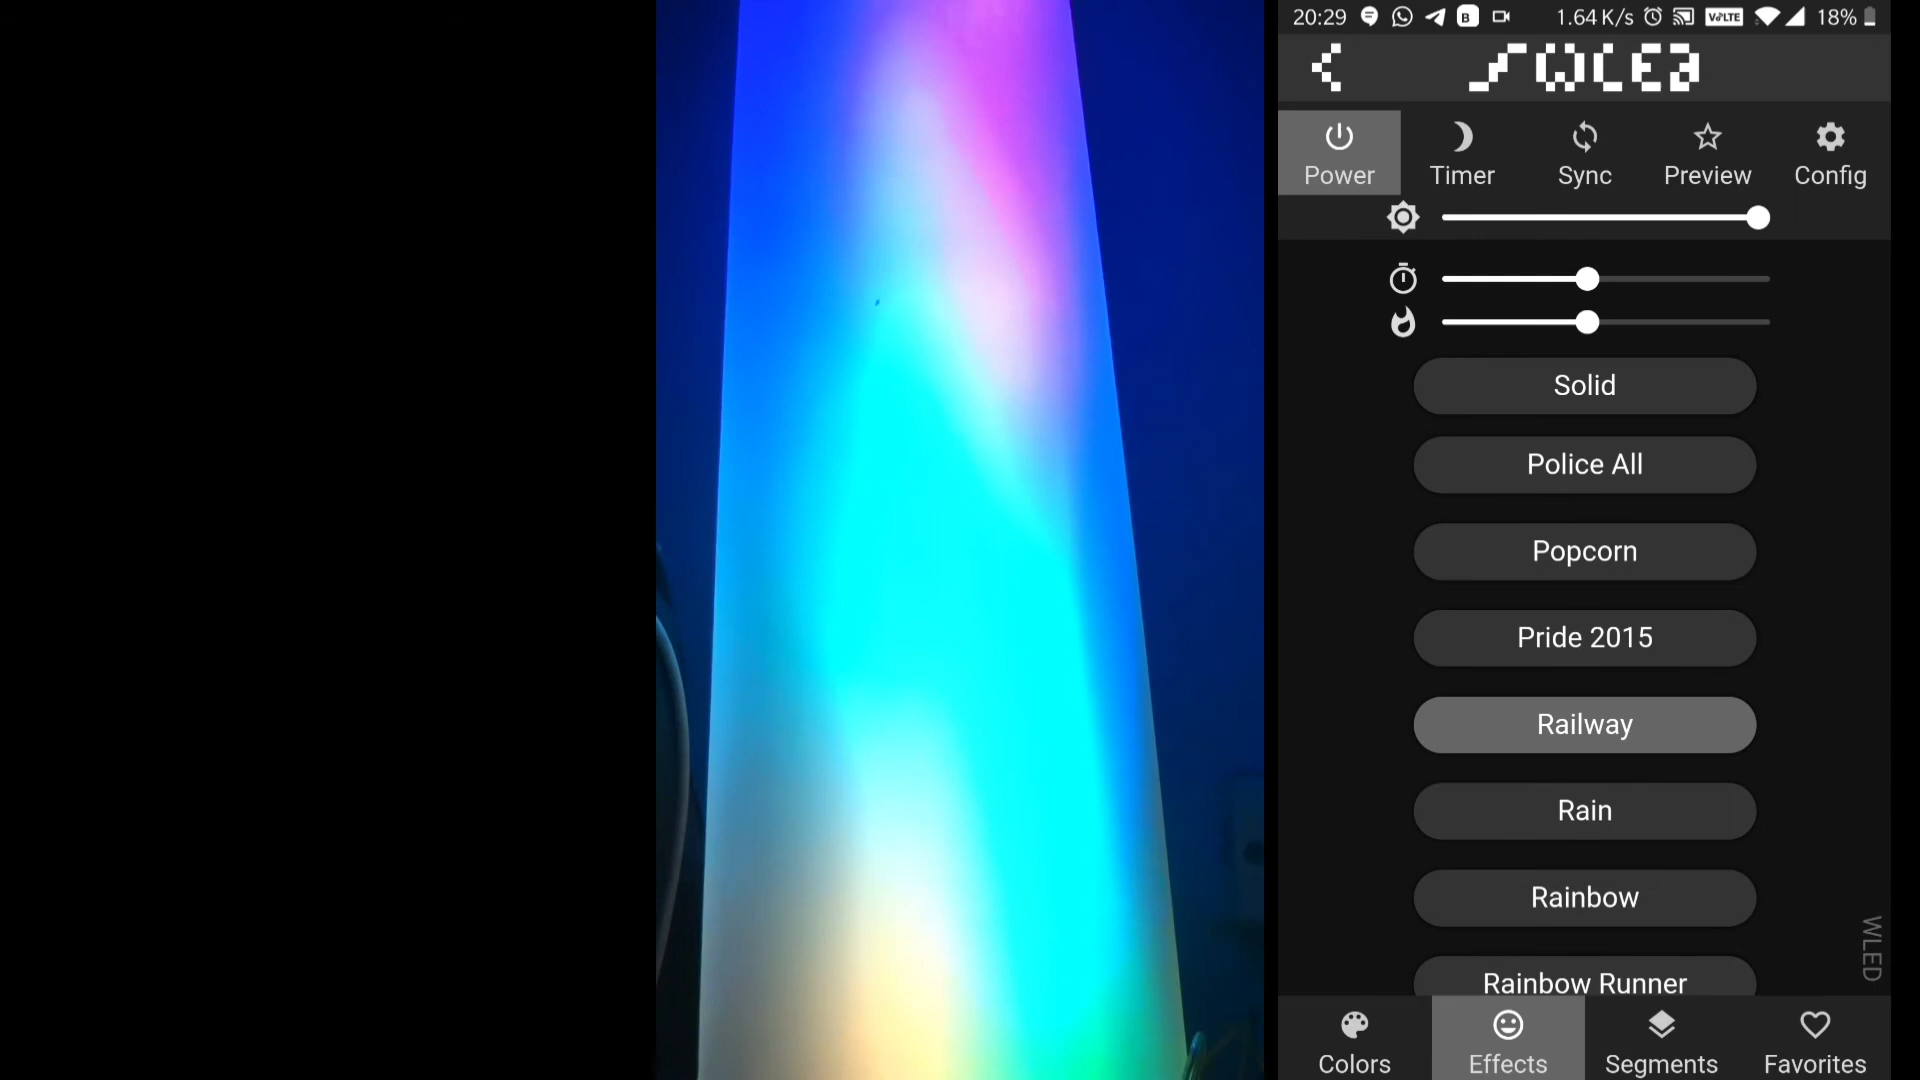 20:29 B 1.64 K/s VoLTE 18%
WLED
Power Timer Sync Preview Config
Solid
Police All
Popcorn
Pride 2015
Railway
Rain
Rainbow
Rainbow Runner
WLED
Colors Effects Segments Favorites